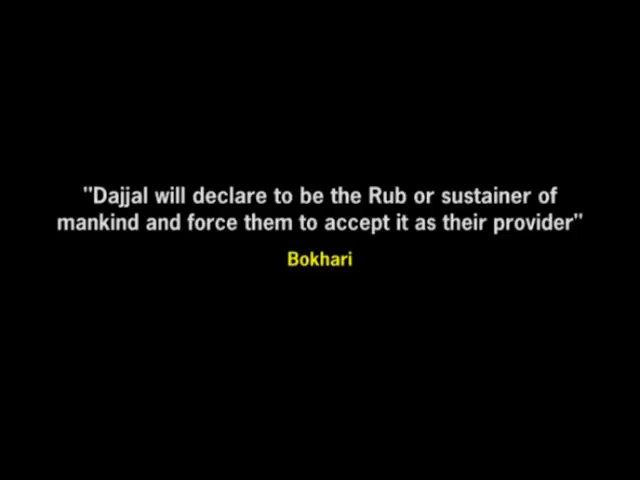 "Dajjal will declare to be the Rub or sustainer of
mankind and force them to accept it as their provider"
Bokhari